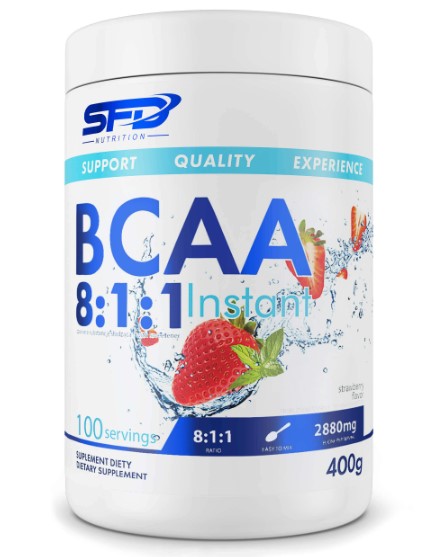 SFD
NUTRITION
SUPPORT QUALITY EXPERIENCE
BCAA
8:1:1 Instant
strawberry
flavor
100 servings
8:1:1
RATIO
EASY TO MIX
2880mg
400g
SUPLEMENT DIETY
DIETARY SUPPLEMENT